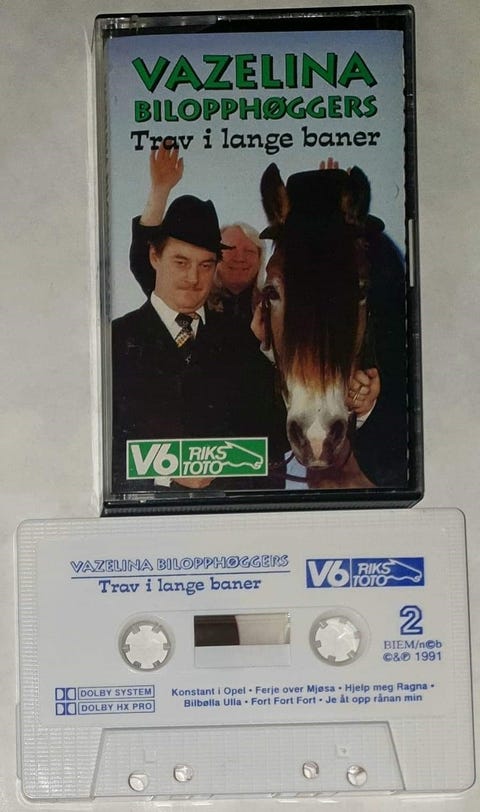 VAZELINA
BILOPPHØGGERS
Trav i lange baner
V6 RIKS TOTO
VAZELINA BILOPPHØGGERS
Trav i lange baner
V6 RIKS TOTO
2
BIEM/n©b
©&℗ 1991
DOLBY SYSTEM
DOLBY HX PRO
Konstant i Opel • Ferje over Mjøsa • Hjelp meg Ragna •
Bilbølla Ulla • Fort Fort Fort • Je åt opp rånan min